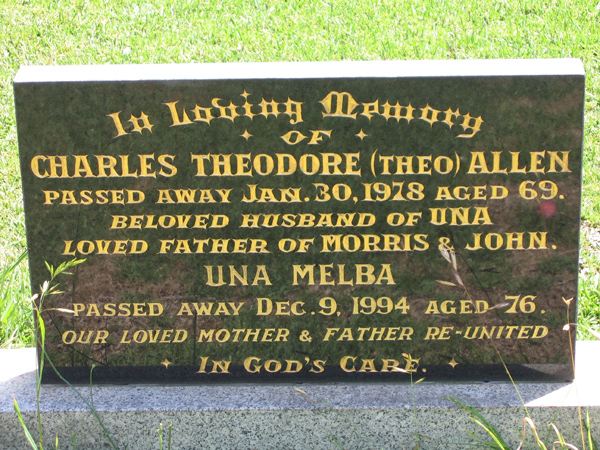 In Loving Memory
OF
CHARLES THEODORE (THEO) ALLEN
PASSED AWAY JAN. 30, 1978 AGED 69.
BELOVED HUSBAND OF UNA
LOVED FATHER OF MORRIS & JOHN.
UNA MELBA
PASSED AWAY DEC. 9, 1994 AGED 76.
OUR LOVED MOTHER & FATHER RE-UNITED
IN GOD'S CARE.